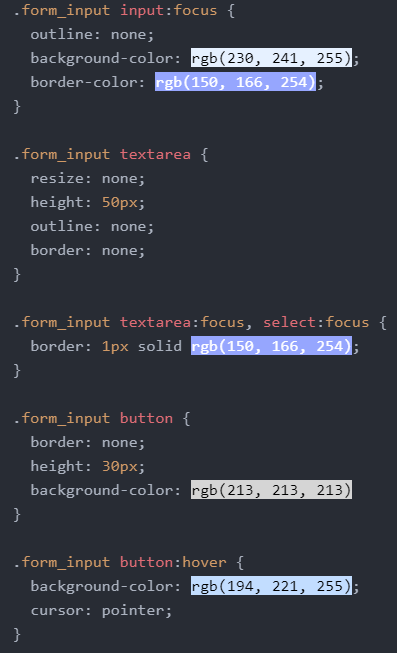 .form_input input:focus {
  outline: none;
  background-color: rgb(230, 241, 255);
  border-color: rgb(150, 166, 254);
}

.form_input textarea {
  resize: none;
  height: 50px;
  outline: none;
  border: none;
}

.form_input textarea:focus, select:focus {
  border: 1px solid rgb(150, 166, 254);
}

.form_input button {
  border: none;
  height: 30px;
  background-color: rgb(213, 213, 213)
}

.form_input button:hover {
  background-color: rgb(194, 221, 255);
  cursor: pointer;
}